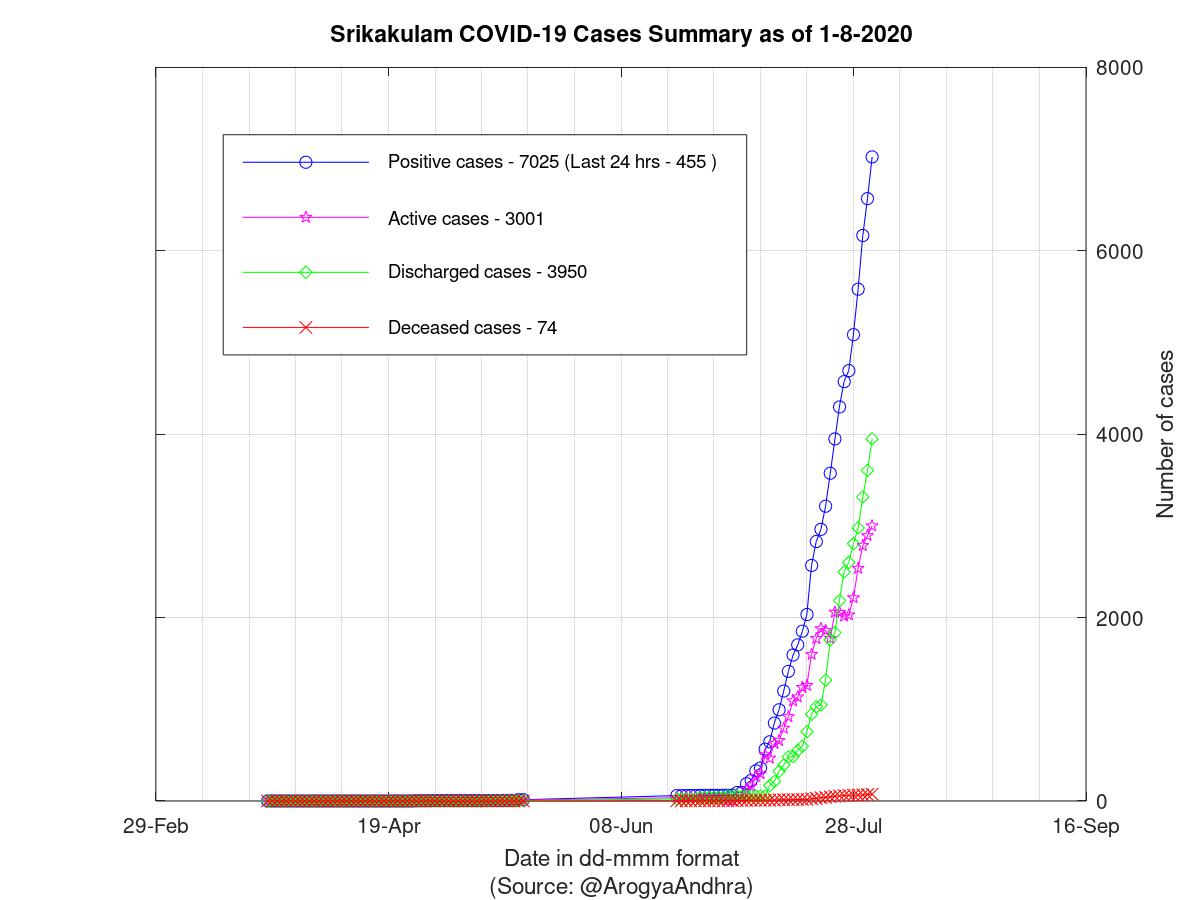 Srikakulam COVID-19 Cases Summary as of 1-8-2020
8000
Positive cases - 7025 (Last 24 hrs - 455 )
Active cases - 3001
6000
Discharged cases - 3950
Deceased cases - 74
Number of cases
4000
2000
0
29-Feb 19-Apr 08-Jun 28-Jul 16-Sep
Date in dd-mmm format
(Source: @ArogyaAndhra)